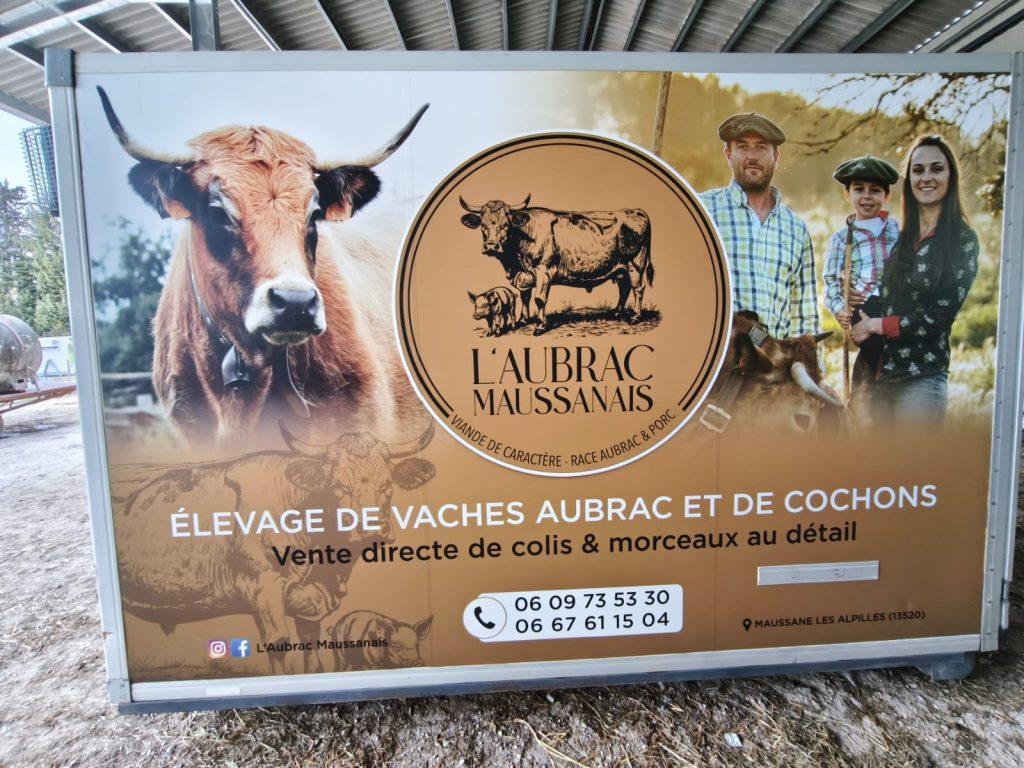 L'AUBRAC
MAUSSANAIS
VIANDE DE CARACTÈRE - RACE AUBRAC & PORC
ÉLEVAGE DE VACHES AUBRAC ET DE COCHONS
Vente directe de colis & morceaux au détail
06 09 73 53 30
06 67 61 15 04
L'Aubrac Maussanais
MAUSSANE LES ALPILLES (13520)